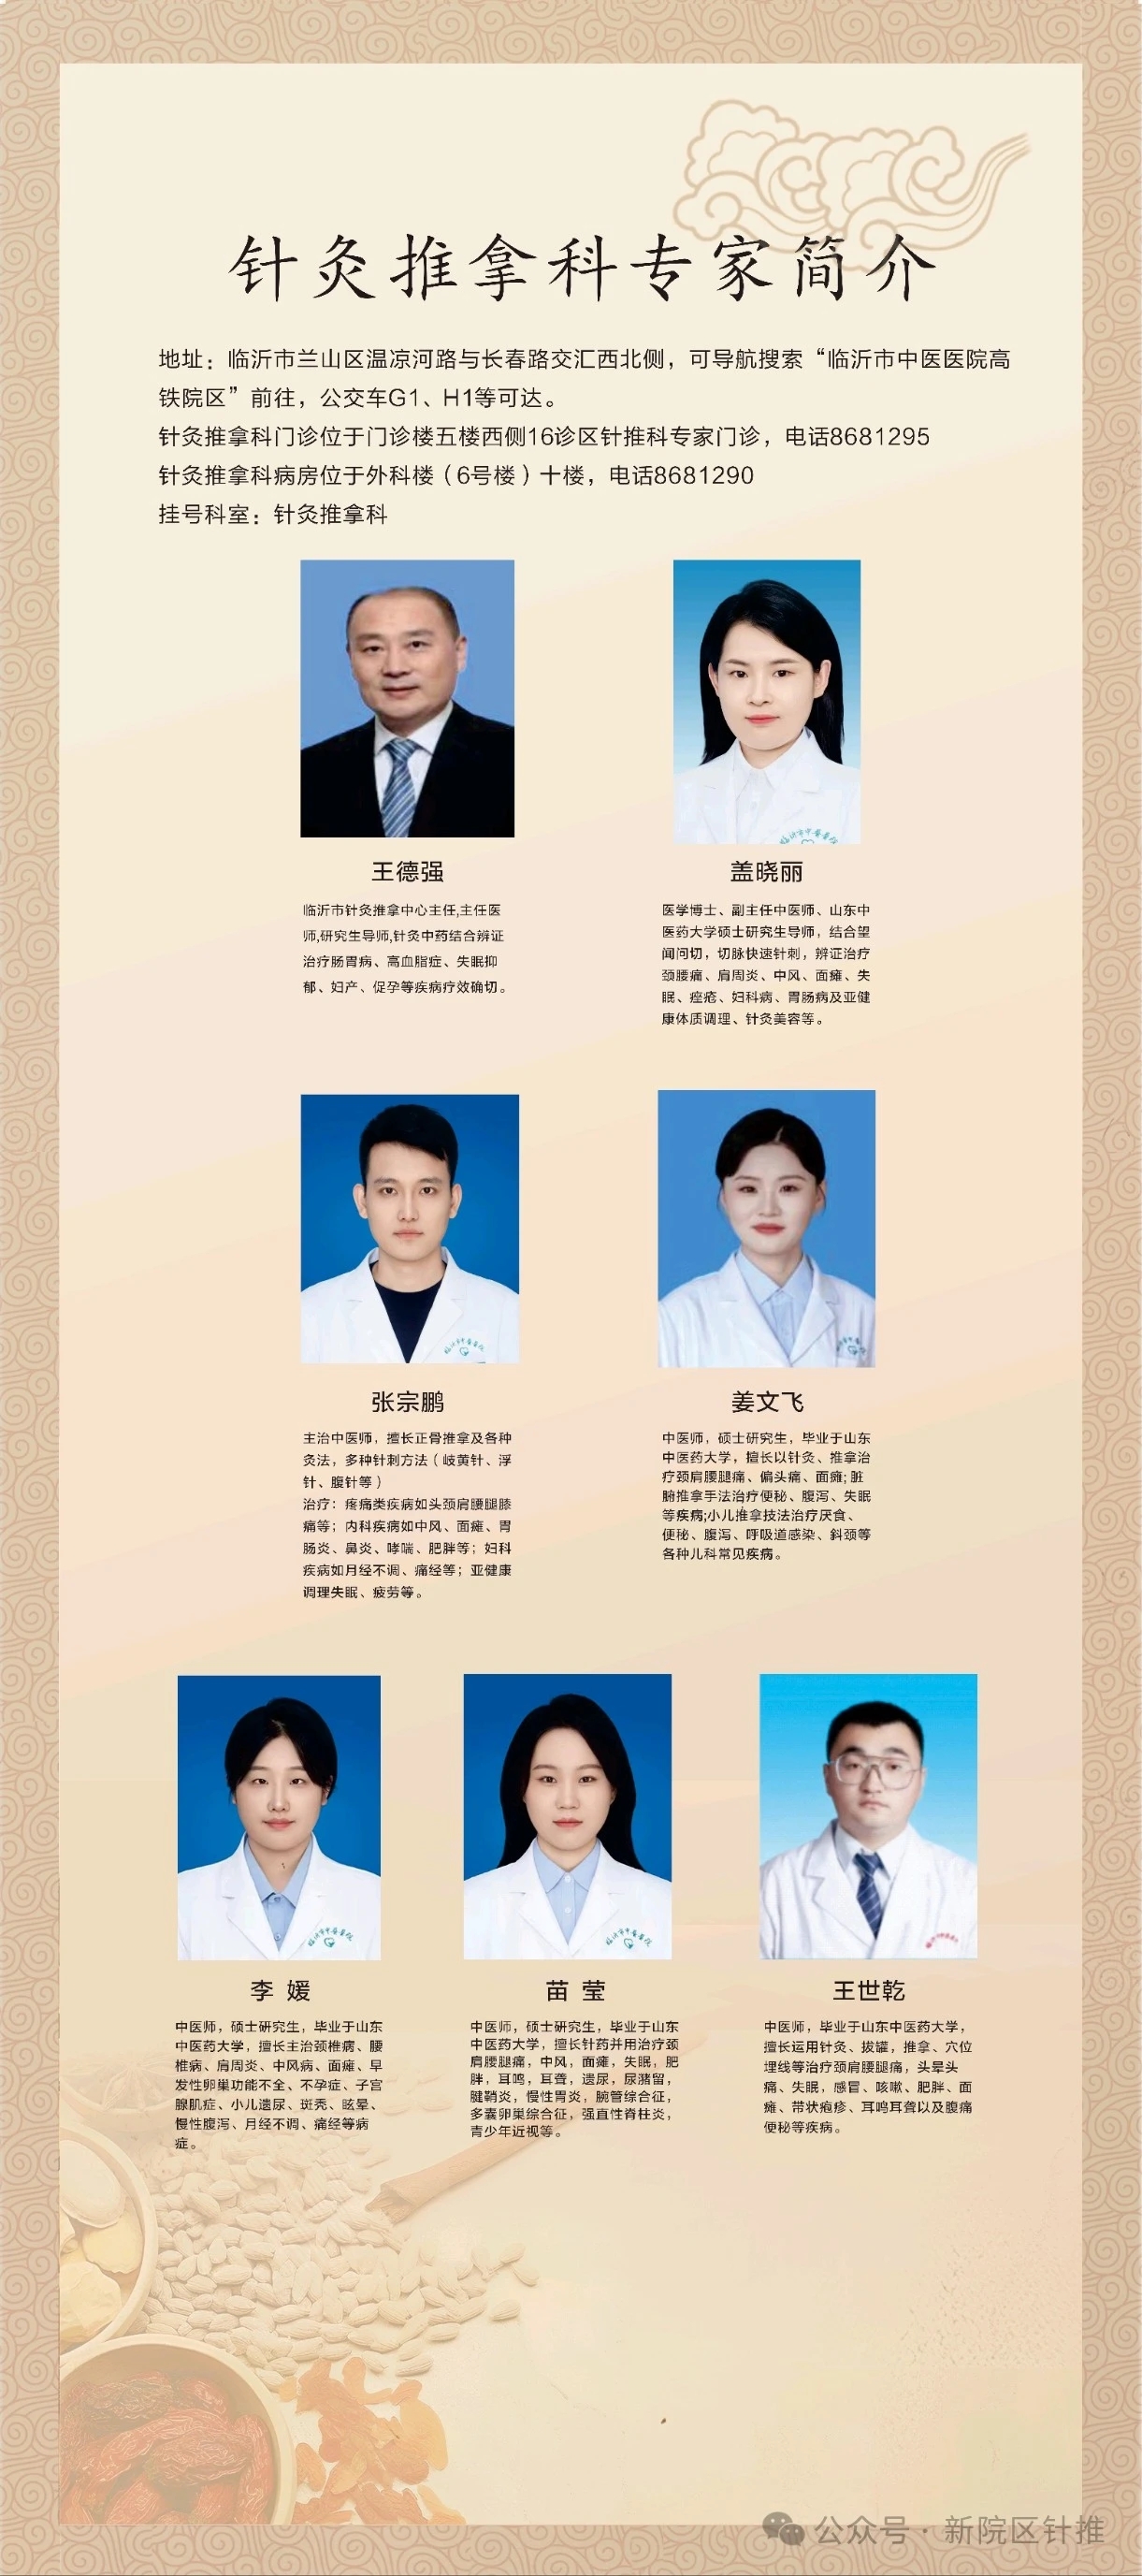 针灸推拿科专家简介
地址：临沂市兰山区温凉河路与长春路交汇西北侧，可导航搜索“临沂市中医医院高
铁院区”前往，公交车G1、H1等可达。
针灸推拿科门诊位于门诊楼五楼西侧16诊区针推科专家门诊，电话8681295
针灸推拿科病房位于外科楼（6号楼）十楼，电话8681290
挂号科室：针灸推拿科
临沂市中医医院
王德强
临沂市针灸推拿中心主任,主任医
师,研究生导师,针灸中药结合辨证
治疗肠胃病、高血脂症、失眠抑
郁、妇产、促孕等疾病疗效确切。
盖晓丽
医学博士、副主任中医师、山东中
医药大学硕士研究生导师，结合望
闻问切，切脉快速针刺，辨证治疗
颈腰痛、肩周炎、中风、面瘫、失
眠、痤疮、妇科病、胃肠病及亚健
康体质调理、针灸美容等。
临沂市中医医院
临沂市中医医院
张宗鹏
主治中医师，擅长正骨推拿及各种
灸法，多种针刺方法（岐黄针、浮
针、腹针等）
治疗：疼痛类疾病如头颈肩腰腿膝
痛等；内科疾病如中风、面瘫、胃
肠炎、鼻炎、哮喘、肥胖等；妇科
疾病如月经不调、痛经等；亚健康
调理失眠、疲劳等。
姜文飞
中医师，硕士研究生，毕业于山东
中医药大学，擅长以针灸、推拿治
疗颈肩腰腿痛、偏头痛、面瘫；脏
腑推拿手法治疗便秘、腹泻、失眠
等疾病;小儿推拿技法治疗厌食、
便秘、腹泻、呼吸道感染、斜颈等
各种儿科常见疾病。
临沂市中医医院
临沂市中医医院
李 媛
中医师，硕士研究生，毕业于山东
中医药大学，擅长主治颈椎病、腰
椎病、肩周炎、中风病、面瘫、早
发性卵巢功能不全、不孕症、子宫
腺肌症、小儿遗尿、斑秃、眩晕、
慢性腹泻、月经不调、痛经等病
症。
苗 莹
中医师，硕士研究生，毕业于山东
中医药大学，擅长针药并用治疗颈
肩腰腿痛，中风，面瘫，失眠，肥
胖，耳鸣，耳聋，遗尿，尿潴留，
腱鞘炎，慢性胃炎，腕管综合征，
多囊卵巢综合征，强直性脊柱炎，
青少年近视等。
王世乾
中医师，毕业于山东中医药大学，
擅长运用针灸、拔罐，推拿、穴位
埋线等治疗颈肩腰腿痛，头晕头
痛、失眠，感冒、咳嗽、肥胖、面
瘫、带状疱疹、耳鸣耳聋以及腹痛
便秘等疾病。
公众号·新院区针推